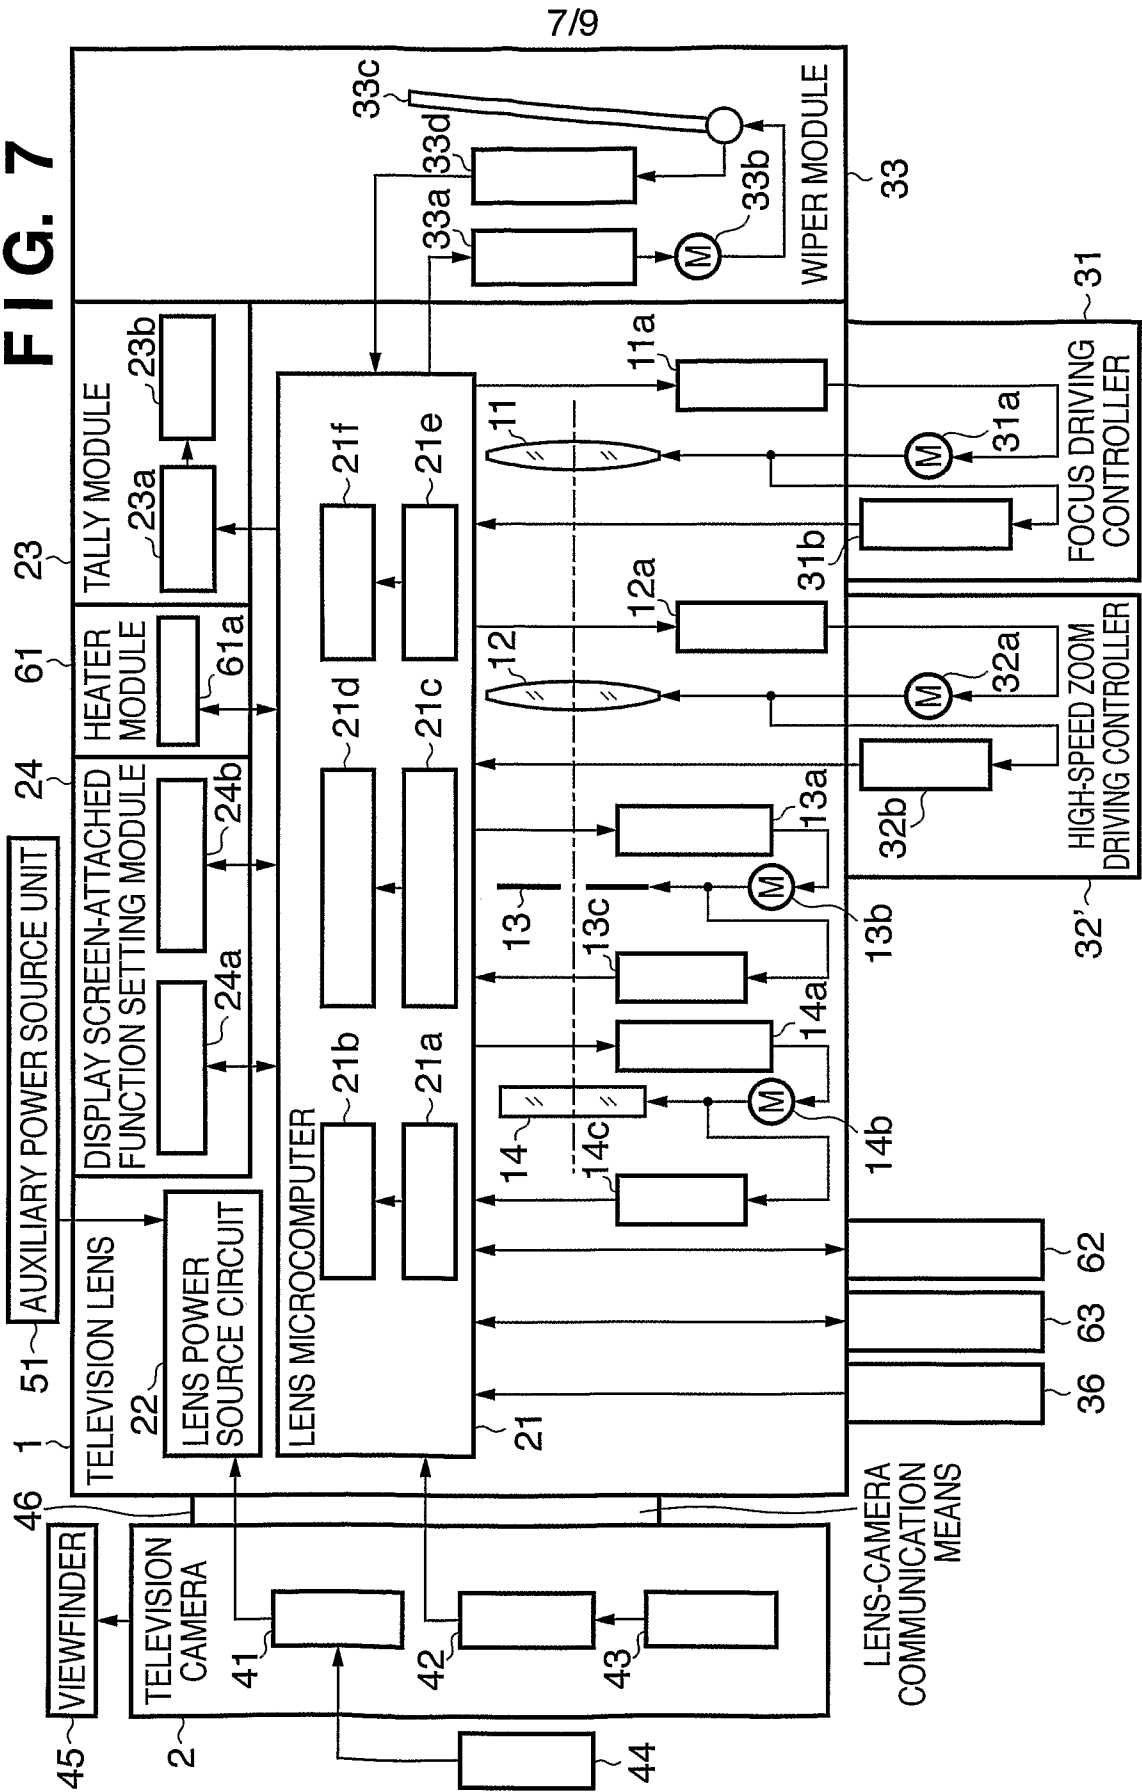 7/9
FIG. 7
45
VIEWFINDER
2
TELEVISION
CAMERA
41
42
43
44
46
LENS-CAMERA
COMMUNICATION
MEANS
51
AUXILIARY POWER SOURCE UNIT
1
TELEVISION LENS
22
LENS POWER
SOURCE CIRCUIT
24
DISPLAY SCREEN-ATTACHED
FUNCTION SETTING MODULE
24a
24b
61
HEATER
MODULE
61a
23
TALLY MODULE
23a
23b
LENS MICROCOMPUTER
21
21b
21a
21d
21c
21f
21e
14
14c
14a
14b
13
13c
13a
13b
M
M
12
12a
11
11a
36
63
62
32'
HIGH-SPEED ZOOM
DRIVING CONTROLLER
32b
32a
M
31
FOCUS DRIVING
CONTROLLER
31b
31a
M
33
WIPER MODULE
33a
33d
33c
33b
M